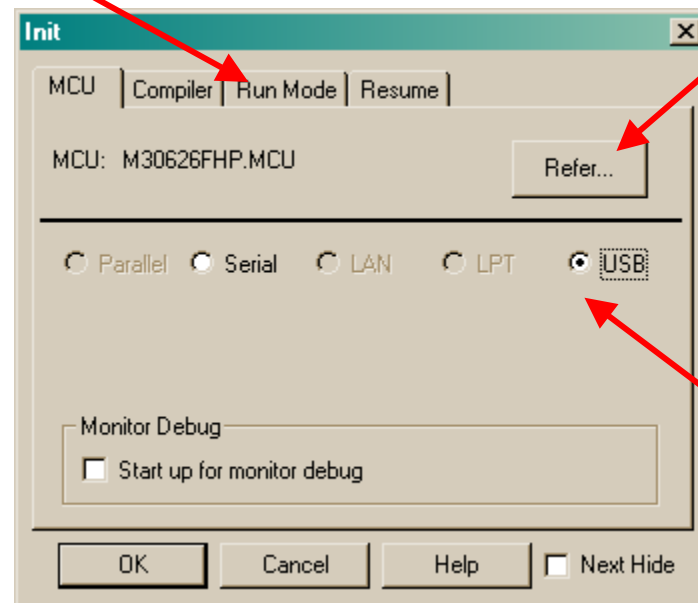 Init
MCU Compiler Run Mode Resume
MCU: M30626FHP.MCU Refer...
Parallel Serial LAN LPT USB
Monitor Debug
Start up for monitor debug
OK Cancel Help Next Hide